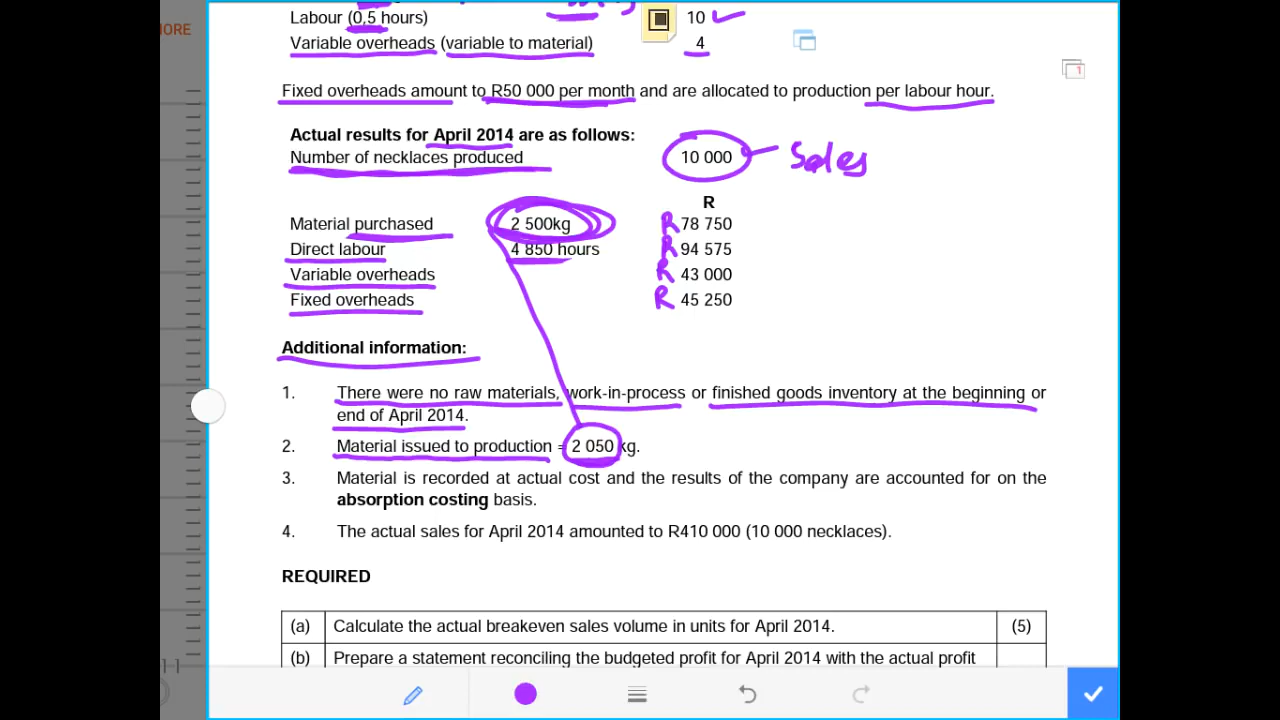 ORE
Labour (0,5 hours) 10
Variable overheads (variable to material) 4
1
Fixed overheads amount to R50 000 per month and are allocated to production per labour hour.
Actual results for April 2014 are as follows:
Number of necklaces produced 10 000 Sales
R
Material purchased 2 500kg R 78 750
Direct labour 4 850 hours R 94 575
Variable overheads R 43 000
Fixed overheads R 45 250
Additional information:
1. There were no raw materials, work-in-process or finished goods inventory at the beginning or
end of April 2014.
2. Material issued to production = 2 050 kg.
3. Material is recorded at actual cost and the results of the company are accounted for on the
absorption costing basis.
4. The actual sales for April 2014 amounted to R410 000 (10 000 necklaces).
REQUIRED
(a) Calculate the actual breakeven sales volume in units for April 2014. (5)
(b) Prepare a statement reconciling the budgeted profit for April 2014 with the actual profit